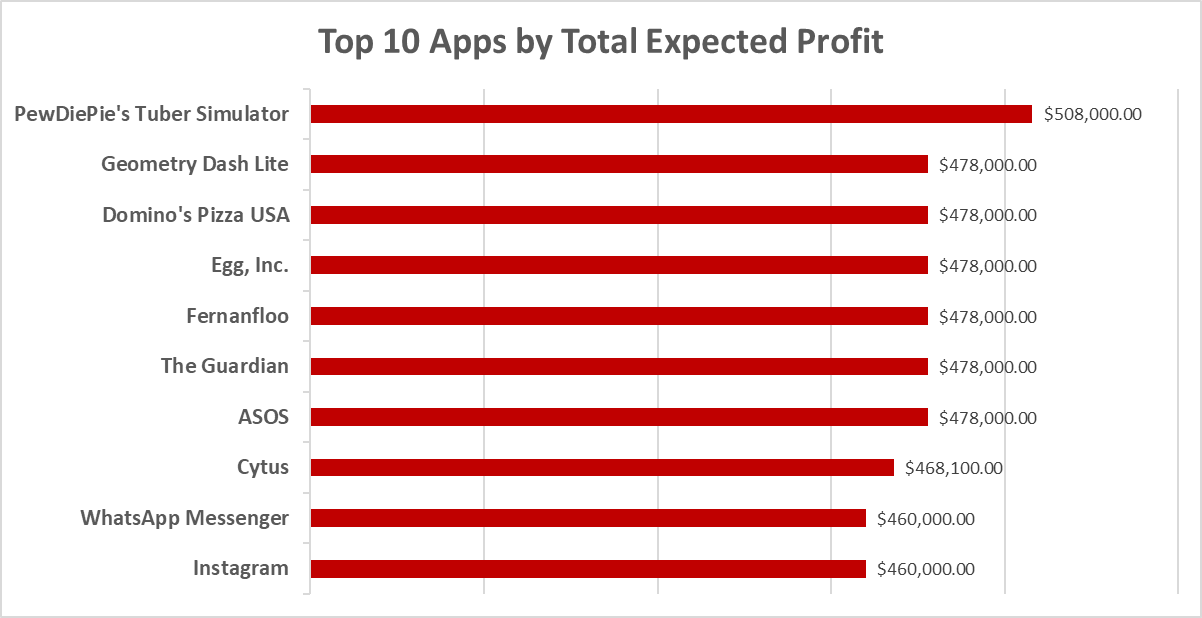 Top 10 Apps by Total Expected Profit
PewDiePie's Tuber Simulator $508,000.00
Geometry Dash Lite $478,000.00
Domino's Pizza USA $478,000.00
Egg, Inc. $478,000.00
Fernanfloo $478,000.00
The Guardian $478,000.00
ASOS $478,000.00
Cytus $468,100.00
WhatsApp Messenger $460,000.00
Instagram $460,000.00